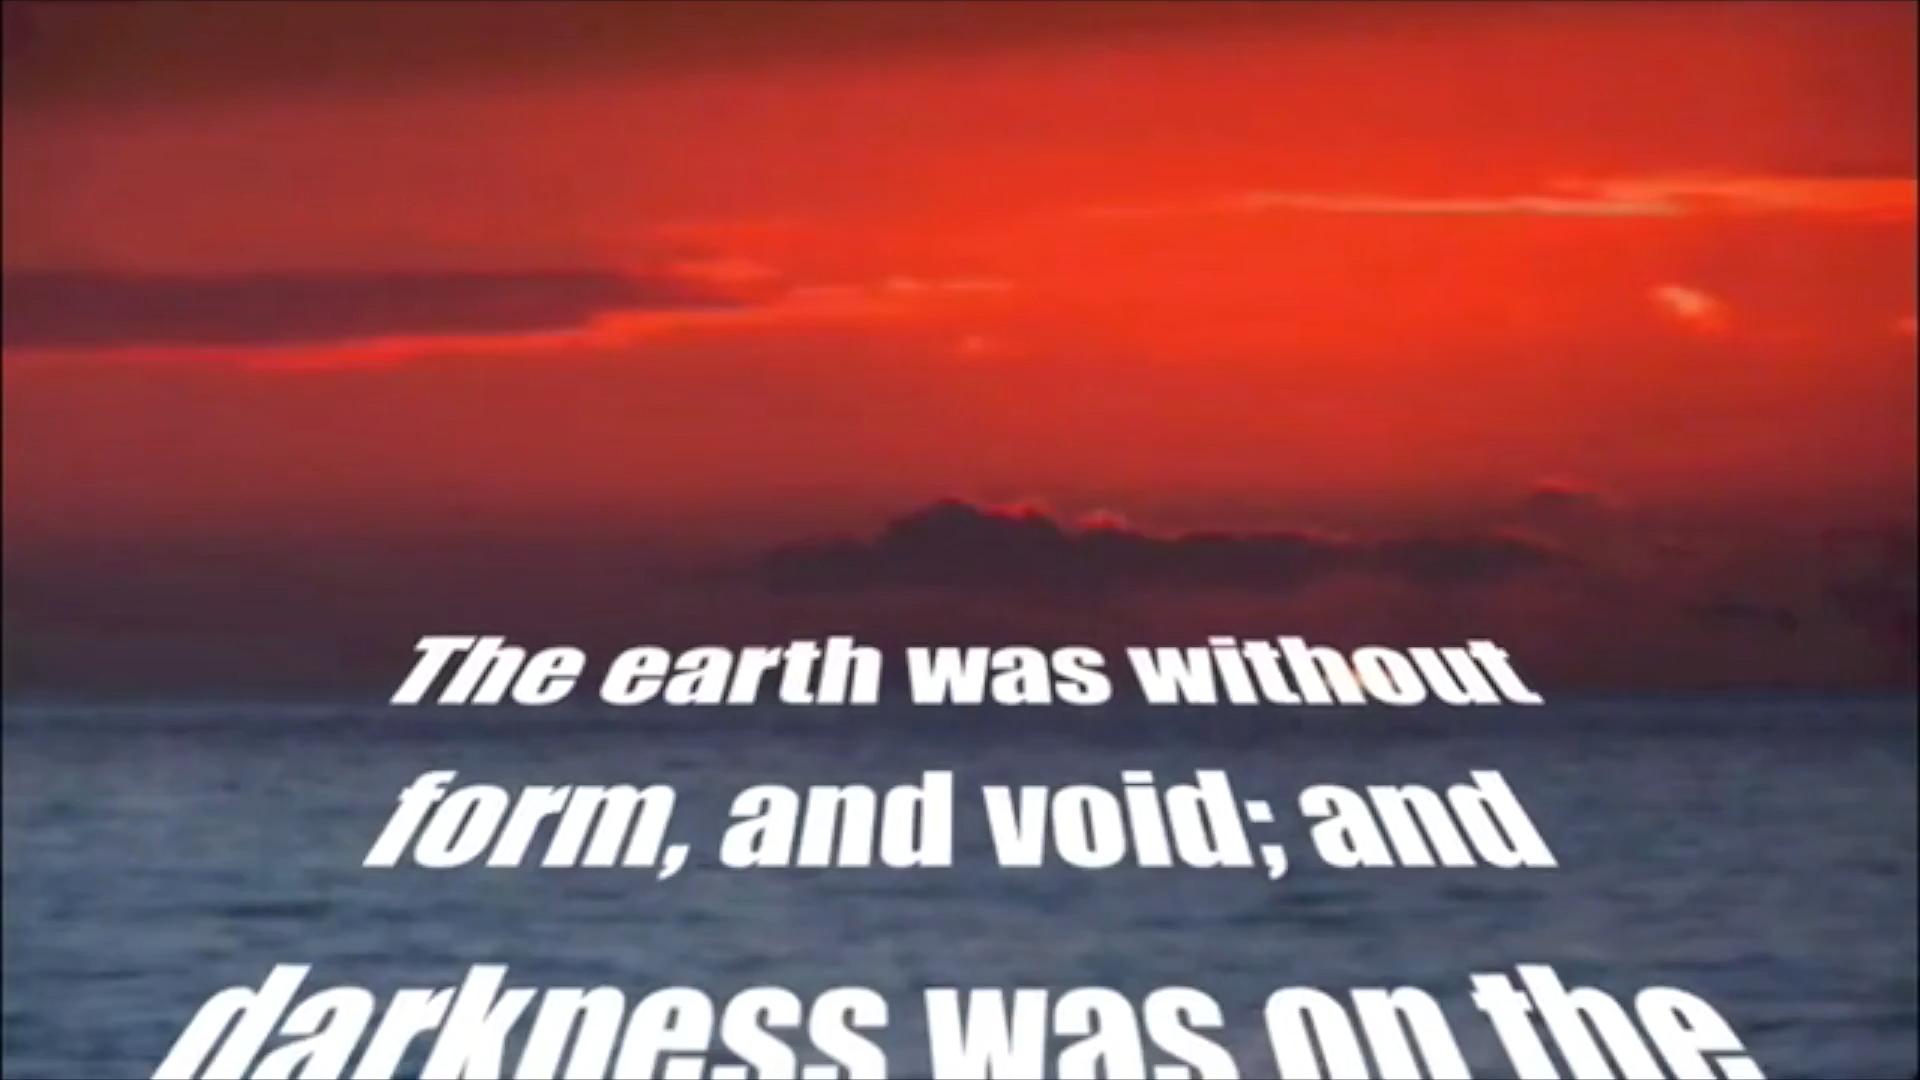 The earth was without
form, and void; and
darkness was on the